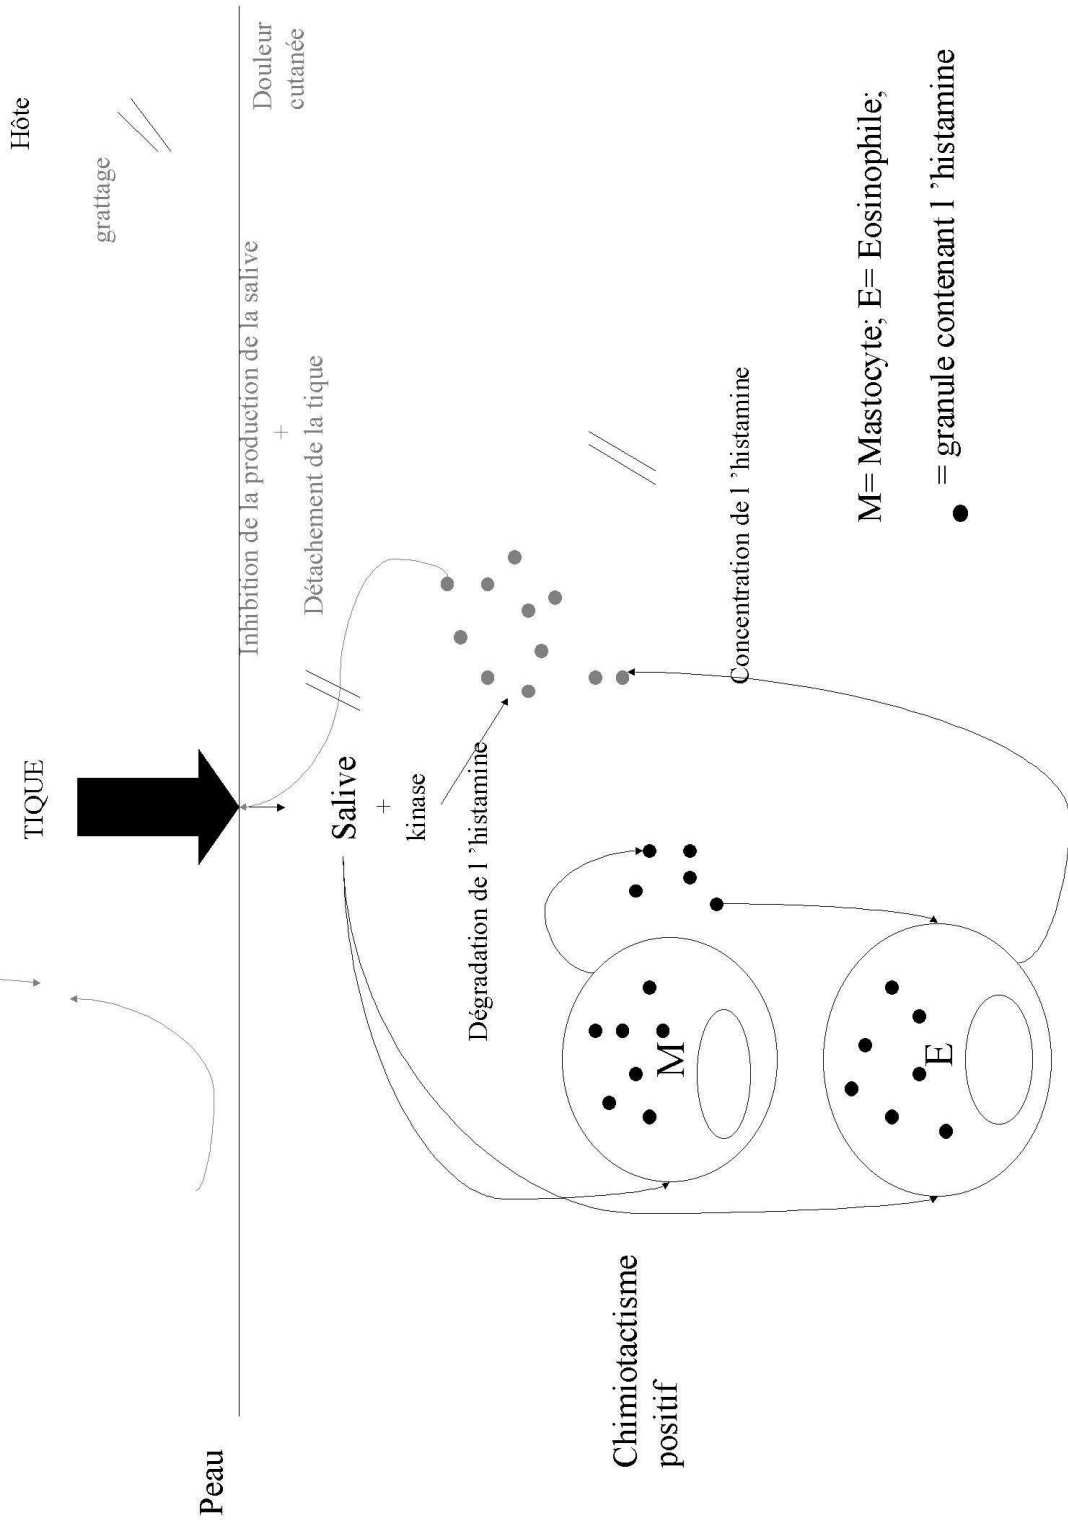 Hôte
TIQUE
grattage
Peau
Douleur
cutanée
Inhibition de la production de la salive
+
Détachement de la tique
Salive
+
kinase
Dégradation de l ’histamine
Chimiotactisme
positif
M
E
Concentration de l ’histamine
M= Mastocyte; E= Eosinophile;
= granule contenant l ’histamine